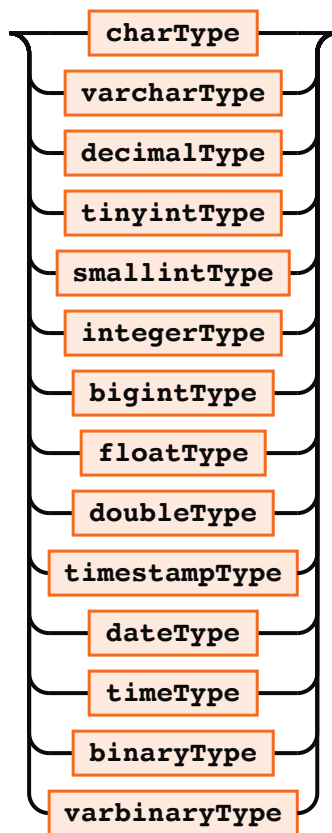 charType
varcharType
decimalType
tinyintType
smallintType
integerType
bigintType
floatType
doubleType
timestampType
dateType
timeType
binaryType
varbinaryType